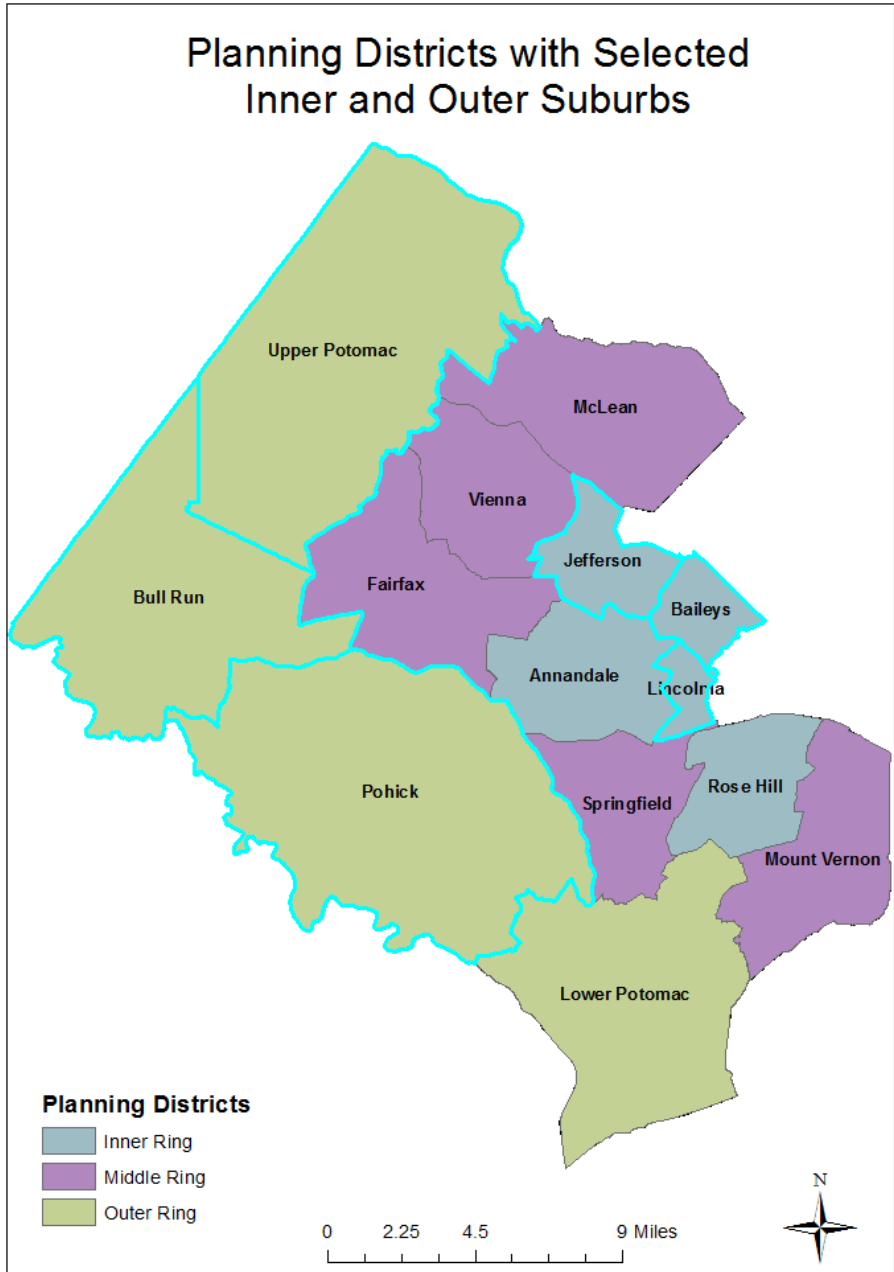 Planning Districts with Selected
Inner and Outer Suburbs
Upper Potomac
McLean
Vienna
Jefferson
Bull Run
Fairfax
Baileys
Annandale
Lincolnia
Pohick
Springfield
Rose Hill
Mount Vernon
Lower Potomac
Planning Districts
Inner Ring
Middle Ring
Outer Ring
N
0 2.25 4.5 9 Miles